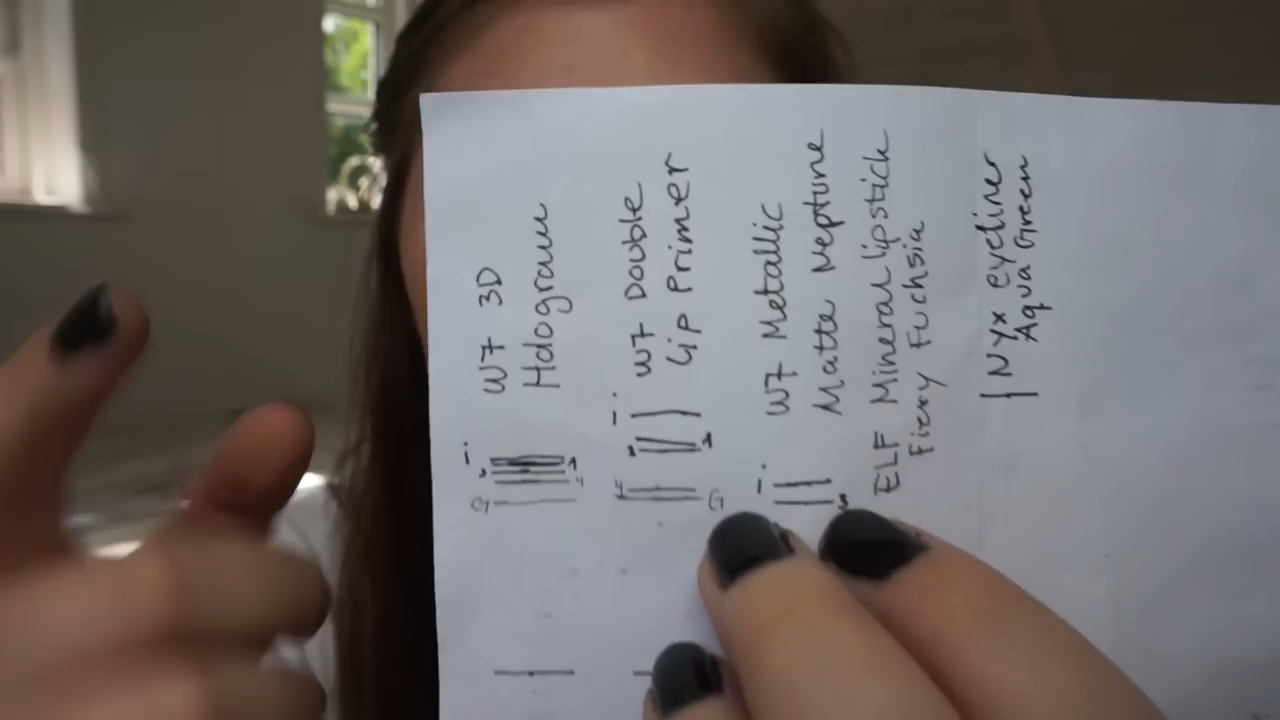 W7 3D
Hologram
W7 Double
Lip Primer
W7 Metallic
Matte Neptune
ELF Mineral lipstick
Fiery Fuchsia
Nyx eyeliner
Aqua Green